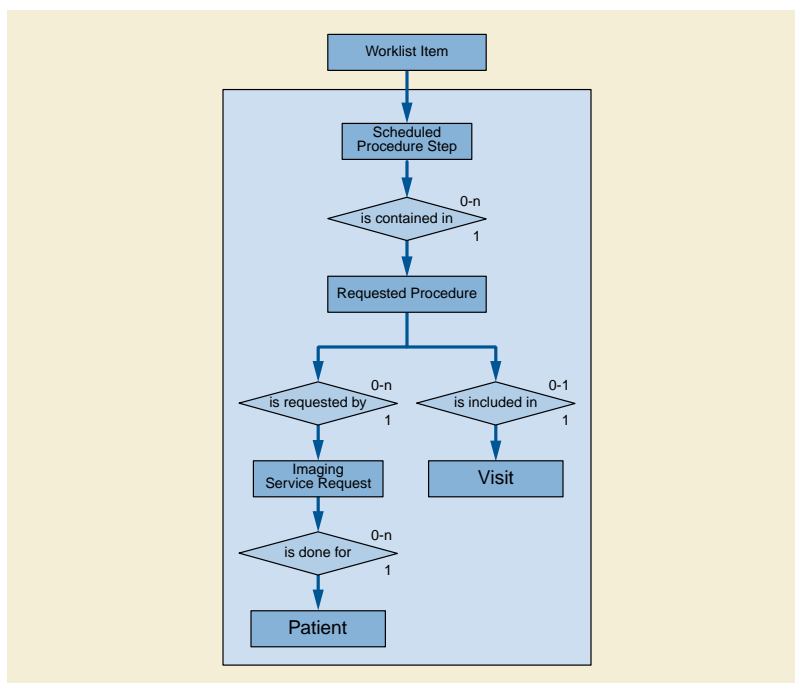 Worklist Item
Scheduled
Procedure Step
0-n
is contained in
1
Requested Procedure
0-n
is requested by
1
0-1
is included in
1
Imaging
Service Request
Visit
0-n
is done for
1
Patient